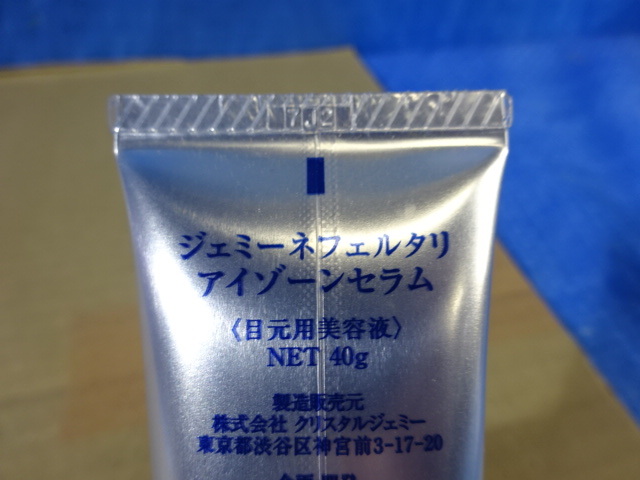 7J2
ジェミーネフェルタリ
アイゾーンセラム
〈目元用美容液〉
NET 40g
製造販売元
株式会社 クリスタルジェミー
東京都渋谷区神宮前3-17-20